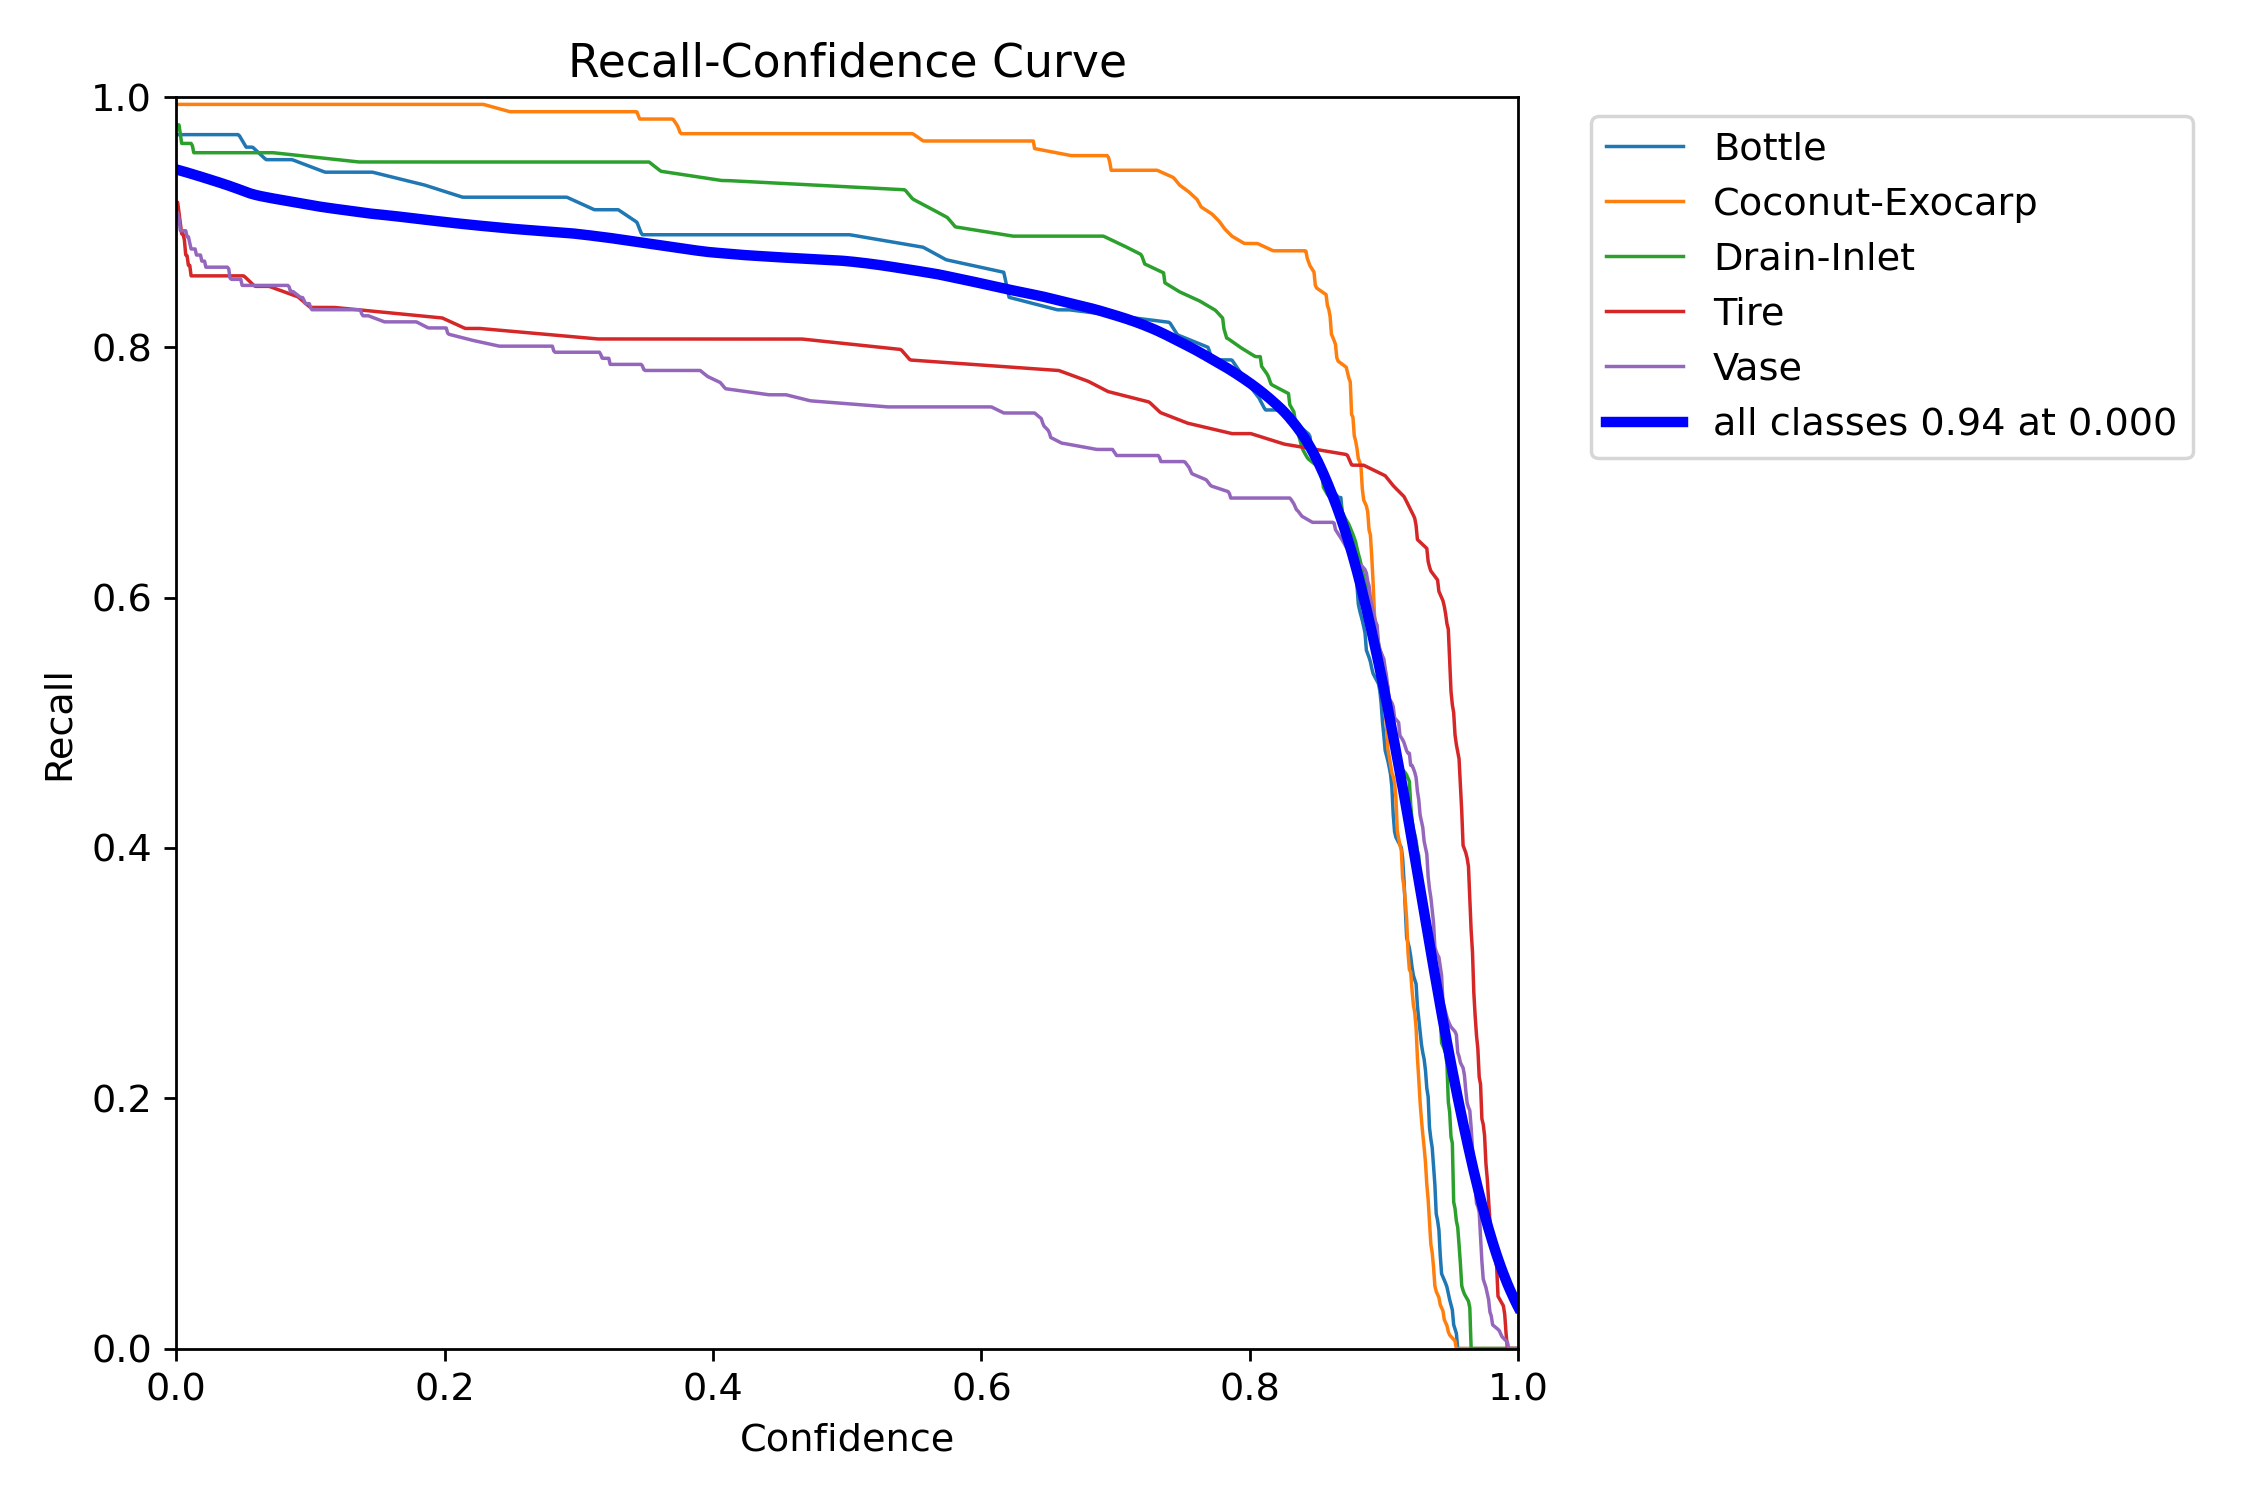 Recall-Confidence Curve
1.0
0.8
0.6
0.4
0.2
0.0
Recall
0.0 0.2 0.4 0.6 0.8 1.0
Confidence
Bottle
Coconut-Exocarp
Drain-Inlet
Tire
Vase
all classes 0.94 at 0.000